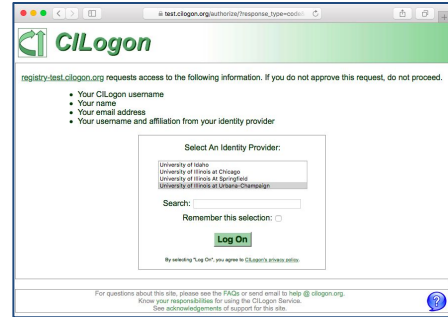 test.cilogon.org/authorize/?response_type=code
CILogon
registry-test.cilogon.org requests access to the following information. If you do not approve this request, do not proceed.
• Your CILogon username
• Your name
• Your email address
• Your username and affiliation from your identity provider
Select An Identity Provider:
University of Idaho
University of Illinois at Chicago
University of Illinois At Springfield
University of Illinois at Urbana-Champaign
Search:
Remember this selection:
Log On
By selecting "Log On", you agree to CILogon's privacy policy.
For questions about this site, please see the FAQs or send email to help @ cilogon.org.
Know your responsibilities for using the CILogon Service.
See acknowledgements of support for this site.
?